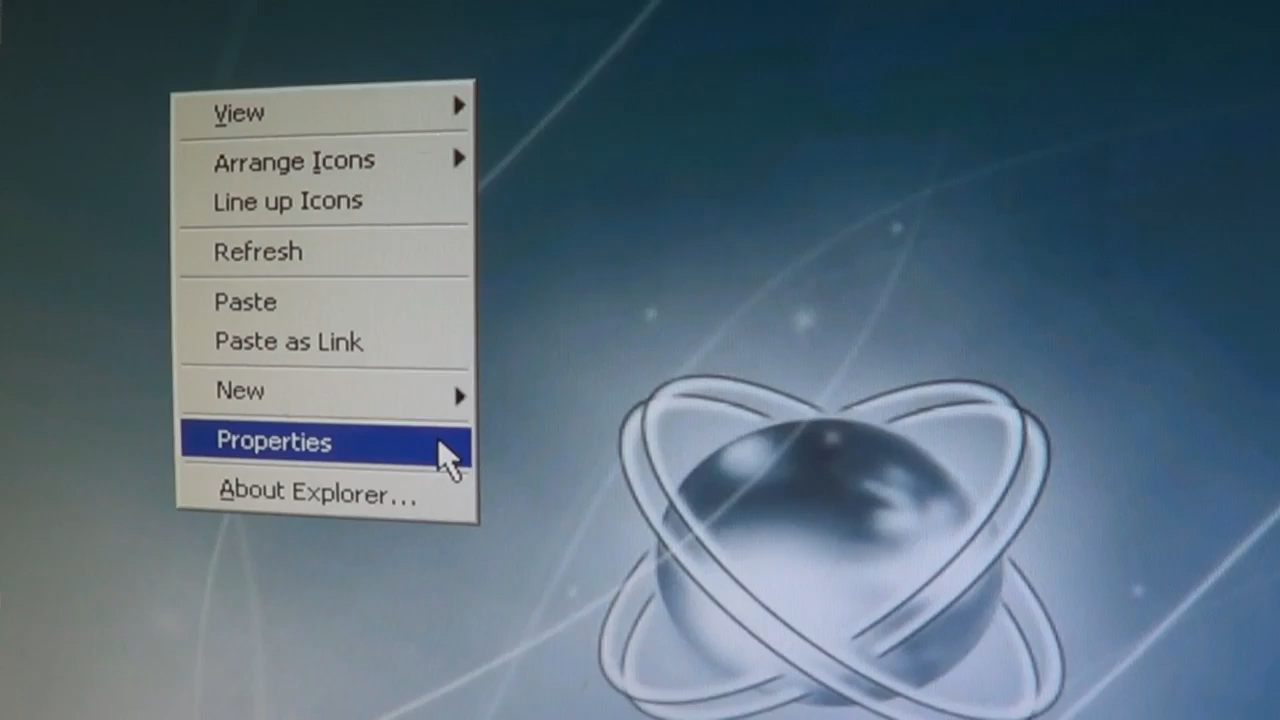 View
Arrange Icons
Line up Icons
Refresh
Paste
Paste as Link
New
Properties
About Explorer...